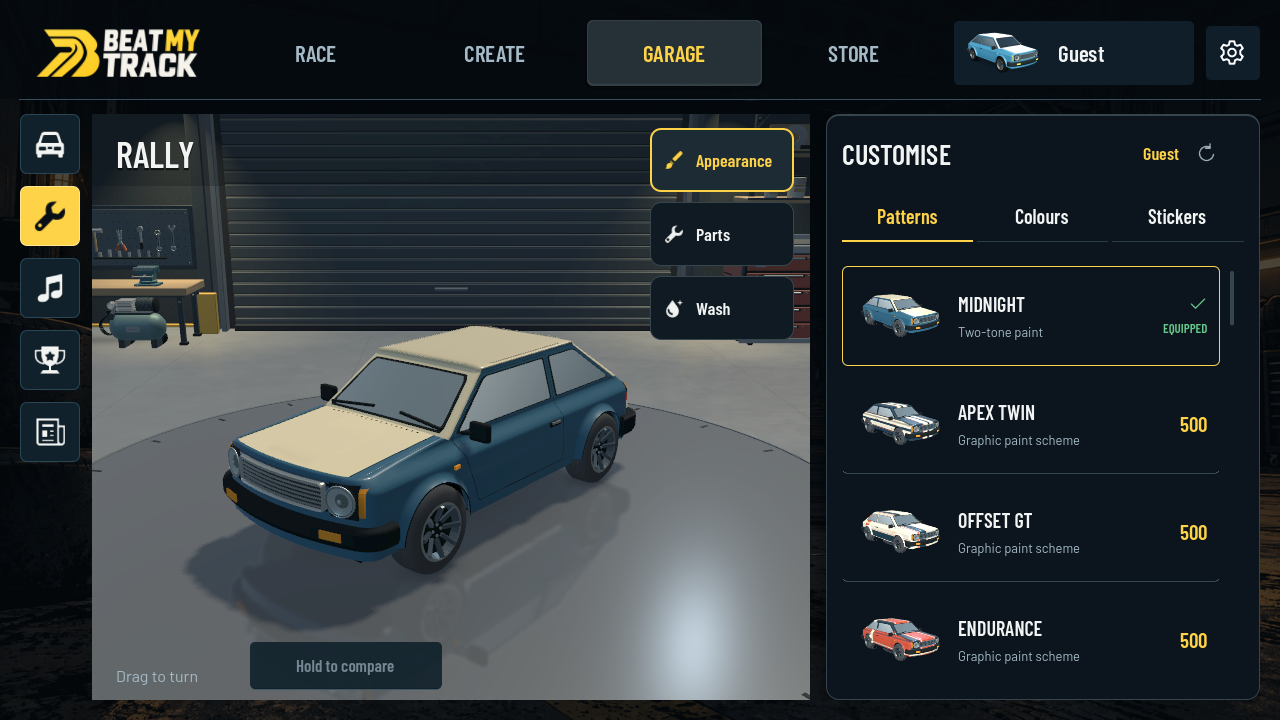 BEATMY
TRACK
RACE
CREATE
GARAGE
STORE
Guest
RALLY
Appearance
Parts
Wash
Drag to turn
Hold to compare
CUSTOMISE
Guest
Patterns
Colours
Stickers
MIDNIGHT
Two-tone paint
EQUIPPED
APEX TWIN
Graphic paint scheme
500
OFFSET GT
Graphic paint scheme
500
ENDURANCE
Graphic paint scheme
500